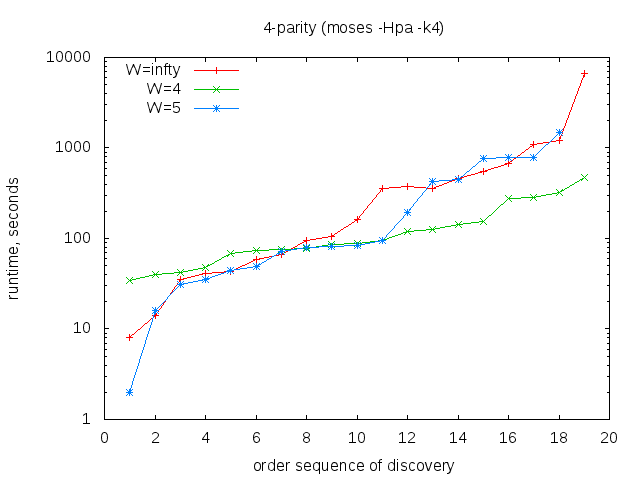 4-parity (moses -Hpa -k4)
W=infty
W=4
W=5
runtime, seconds
10000
1000
100
10
1
0 2 4 6 8 10 12 14 16 18 20
order sequence of discovery